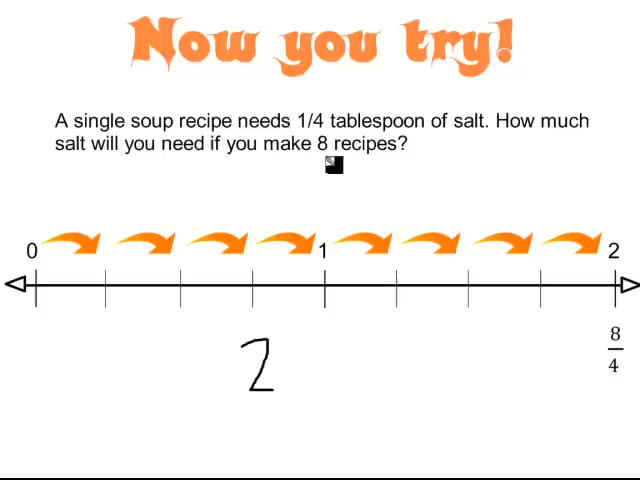 Now you try!
A single soup recipe needs 1/4 tablespoon of salt. How much
salt will you need if you make 8 recipes?
0 1 2
8
4
2